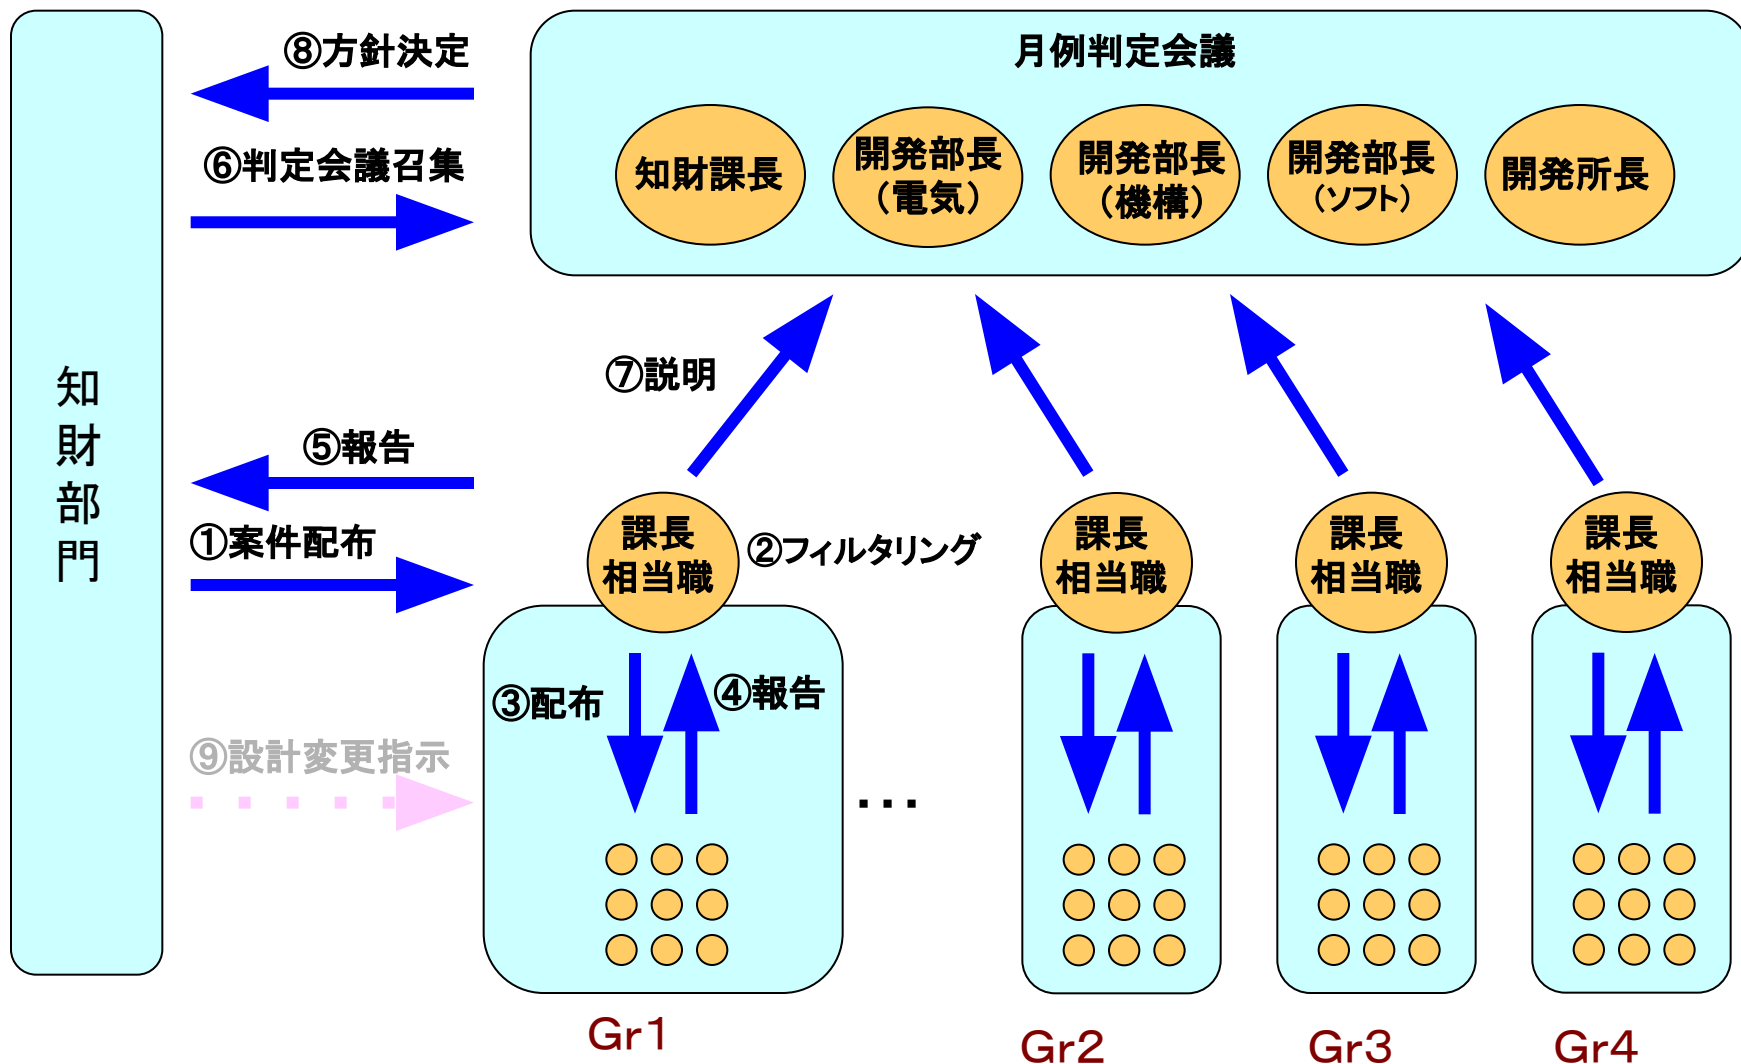 ⑧方針決定
月例判定会議
⑥判定会議召集
知財課長
開発部長
（電気）
開発部長
（機構）
開発部長
（ソフト）
開発所長
知
財
部
門
⑦説明
⑤報告
①案件配布
課長
相当職
②フィルタリング
課長
相当職
課長
相当職
課長
相当職
③配布
④報告
⑨設計変更指示
...
Gr1
Gr2
Gr3
Gr4